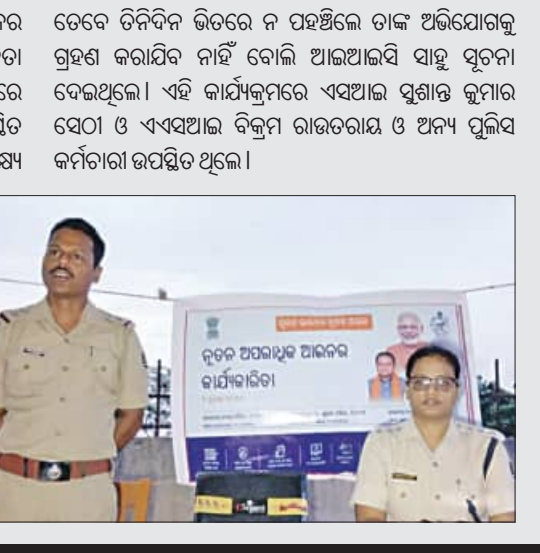 ନର
ତା
ରେ
ଷ୍ୟ
ତେବେ ତିନିଦିନ ଭିତରେ ନ ପହଞ୍ଚିଲେ ତାଙ୍କ ଅଭିଯୋଗକୁ
ଗ୍ରହଣ କରାଯିବ ନାହିଁ ବୋଲି ଆଇଆଇସି ସାହୁ ସୂଚନା
ଦେଇଥିଲେ। ଏହି କାର୍ଯ୍ୟକ୍ରମରେ ଏସଆଇ ସୁଶାନ୍ତ କୁମାର
ସେଠୀ ଓ ଏଏସଆଇ ବିକ୍ରମ ରାଉତରାୟ ଓ ଅନ୍ୟ ପୁଲିସ
କର୍ମଚାରୀ ଉପସ୍ଥିତ ଥିଲେ।
ନୂତନ ଅପରାଧିକ ଆଇନର
କାର୍ଯ୍ୟକାରିତା